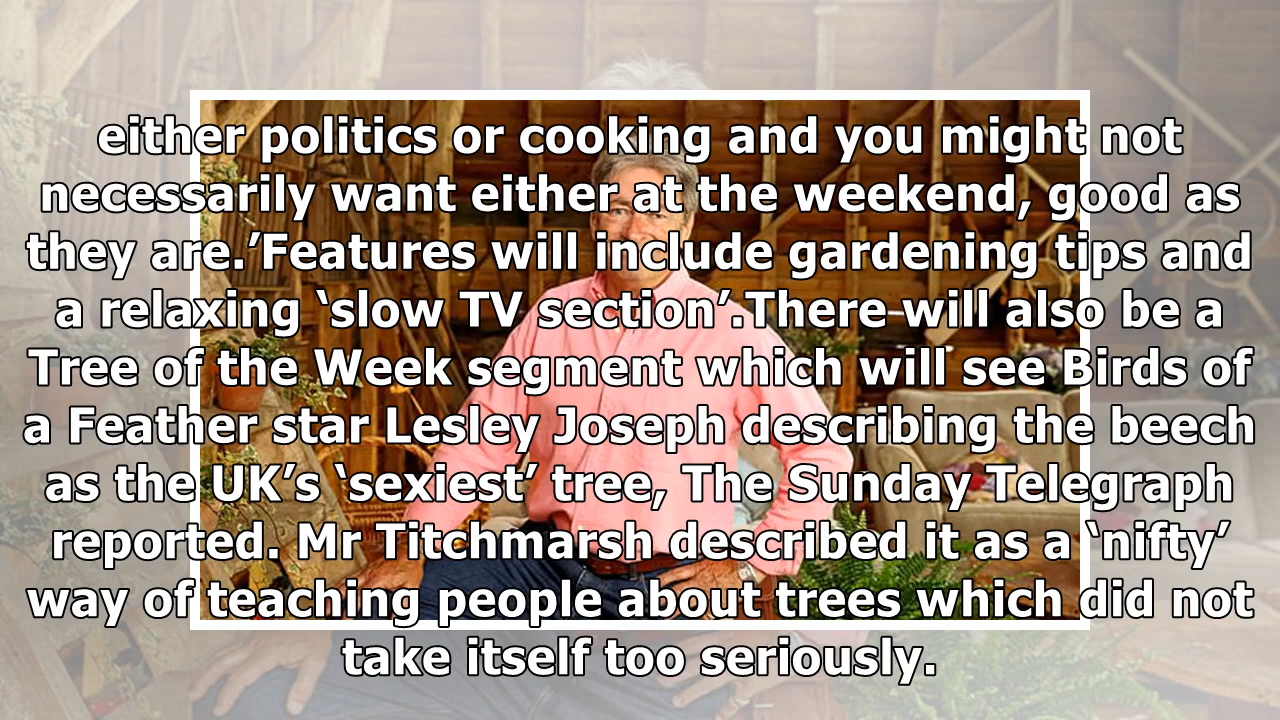 either politics or cooking and you might not
necessarily want either at the weekend, good as
they are.’Features will include gardening tips and
a relaxing ‘slow TV section’.There will also be a
Tree of the Week segment which will see Birds of
a Feather star Lesley Joseph describing the beech
as the UK’s ‘sexiest’ tree, The Sunday Telegraph
reported. Mr Titchmarsh described it as a ‘nifty’
way of teaching people about trees which did not
take itself too seriously.